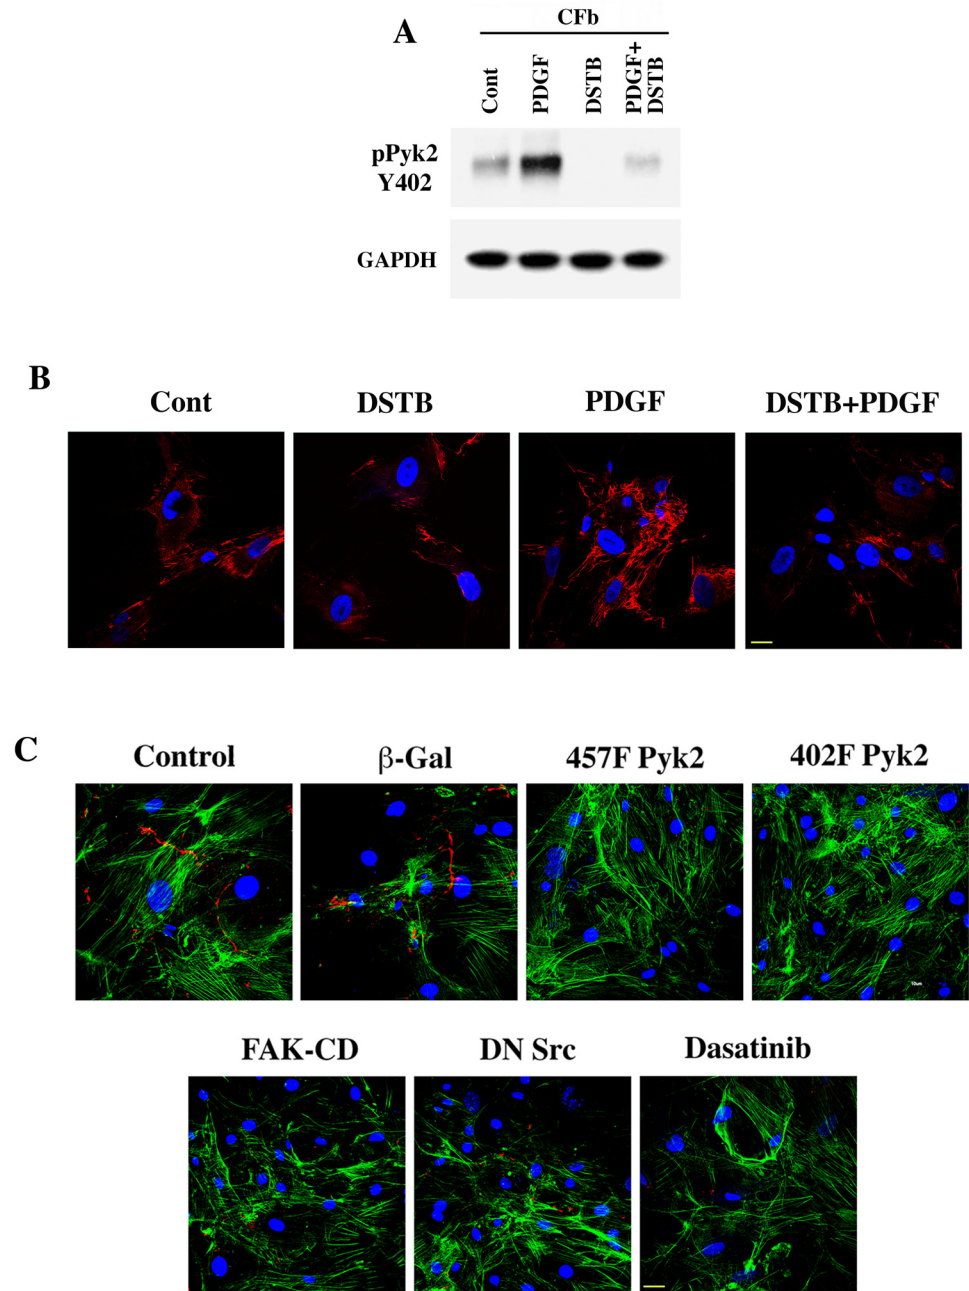 A
CFb
Cont
PDGF
DSTB
PDGF+
DSTB
pPyk2
Y402
GAPDH
B
Cont
DSTB
PDGF
DSTB+PDGF
C
Control
β-Gal
457F Pyk2
402F Pyk2
10um
FAK-CD
DN Src
Dasatinib